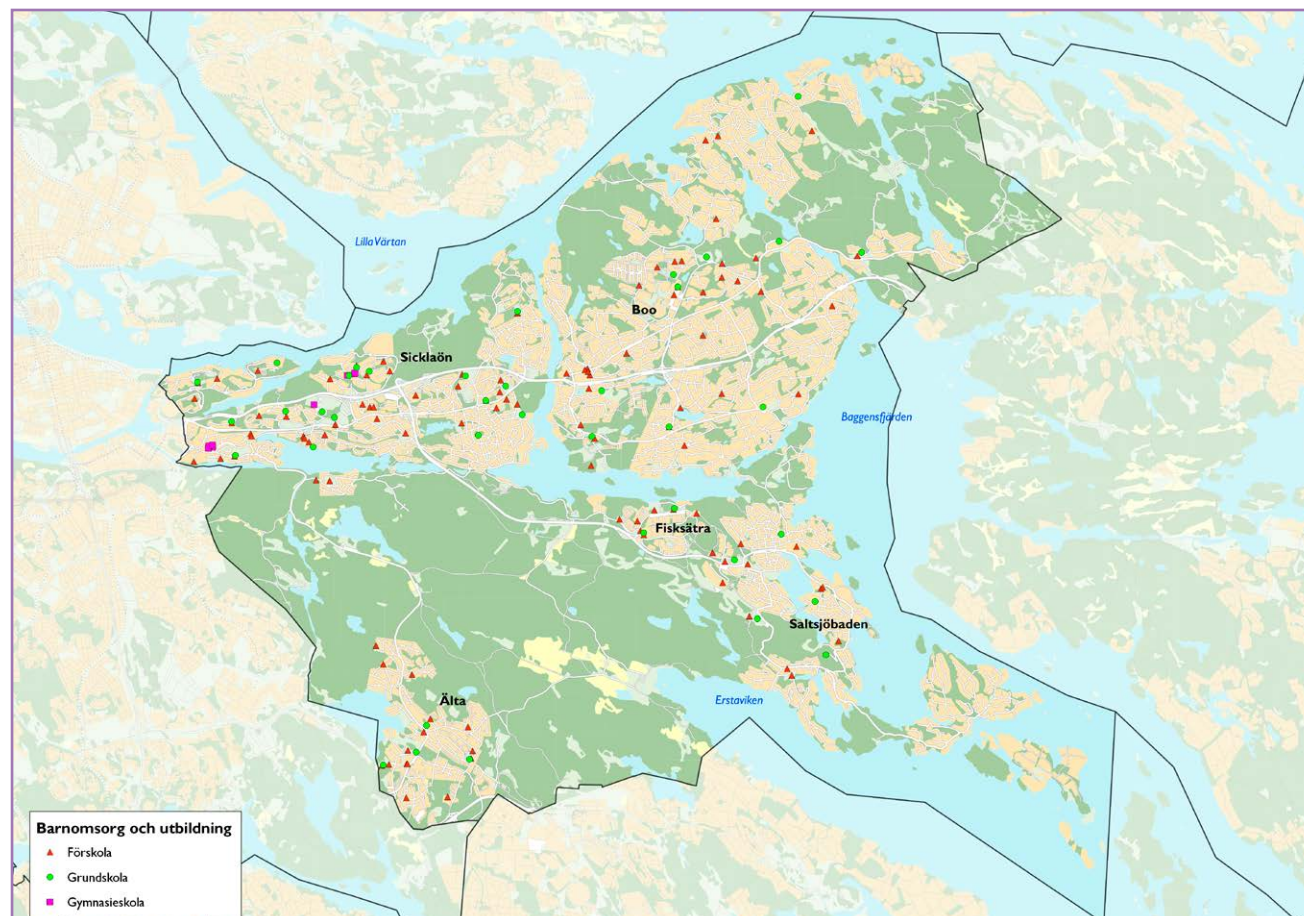 Lilla Värtan
Boo
Sicklaön
Baggensfjärden
Fisksätra
Saltsjöbaden
Älta
Erstaviken
Barnomsorg och utbildning
Förskola
Grundskola
Gymnasieskola